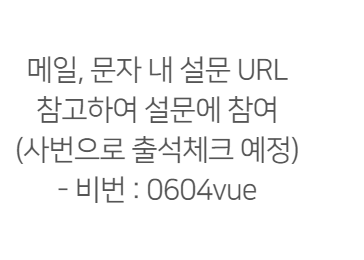 메일, 문자 내 설문 URL
참고하여 설문에 참여
(사번으로 출석체크 예정)
- 비번 : 0604vue